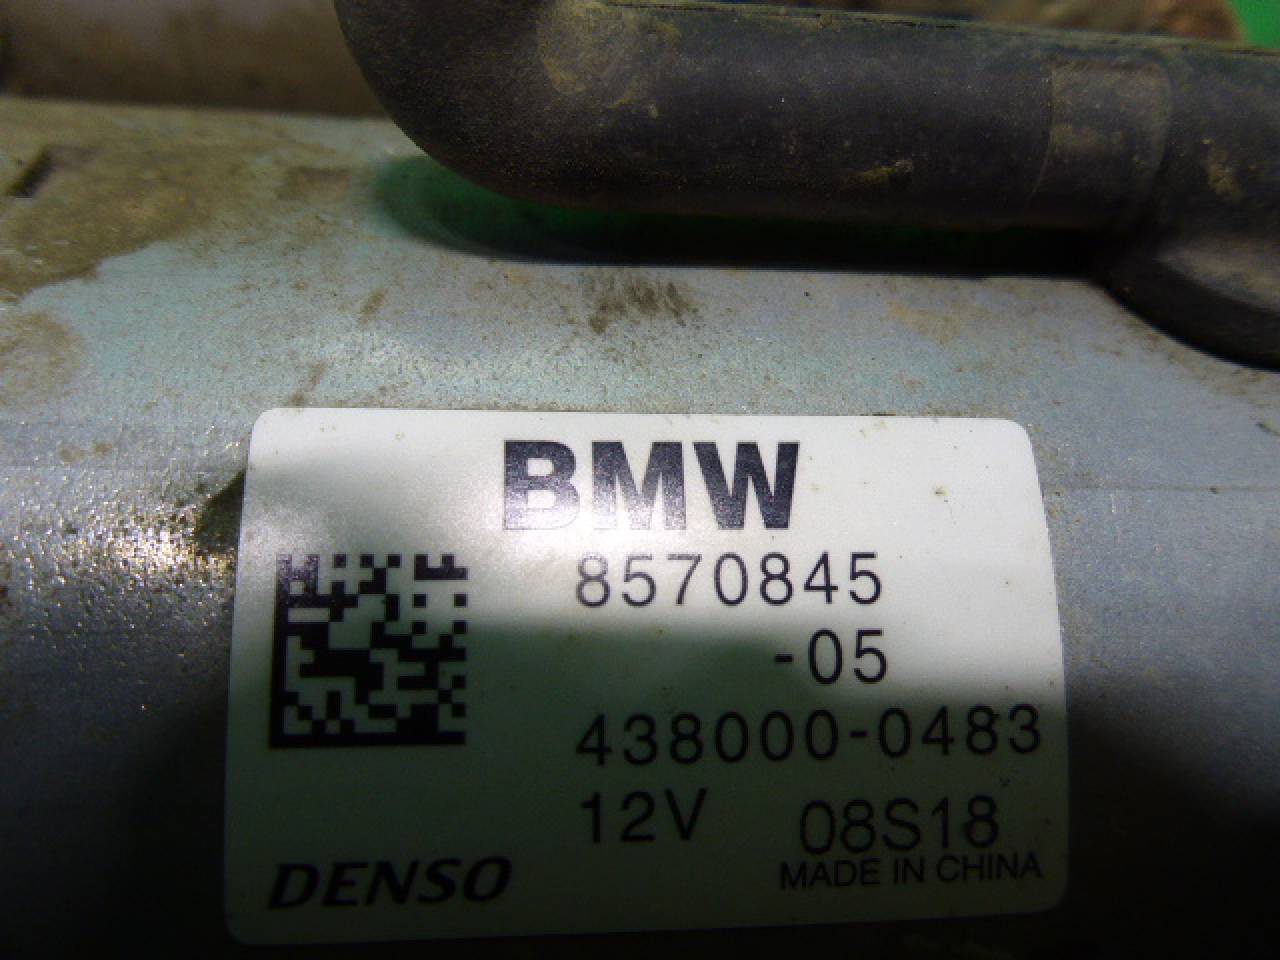 BMW
8570845
-05
438000-0483
12V 08S18
DENSO MADE IN CHINA